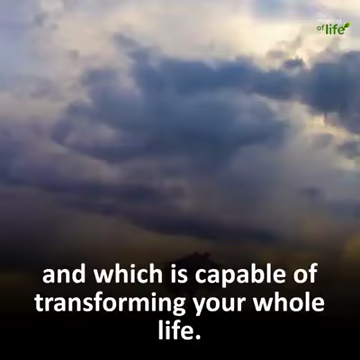 of life
and which is capable of
transforming your whole
life.